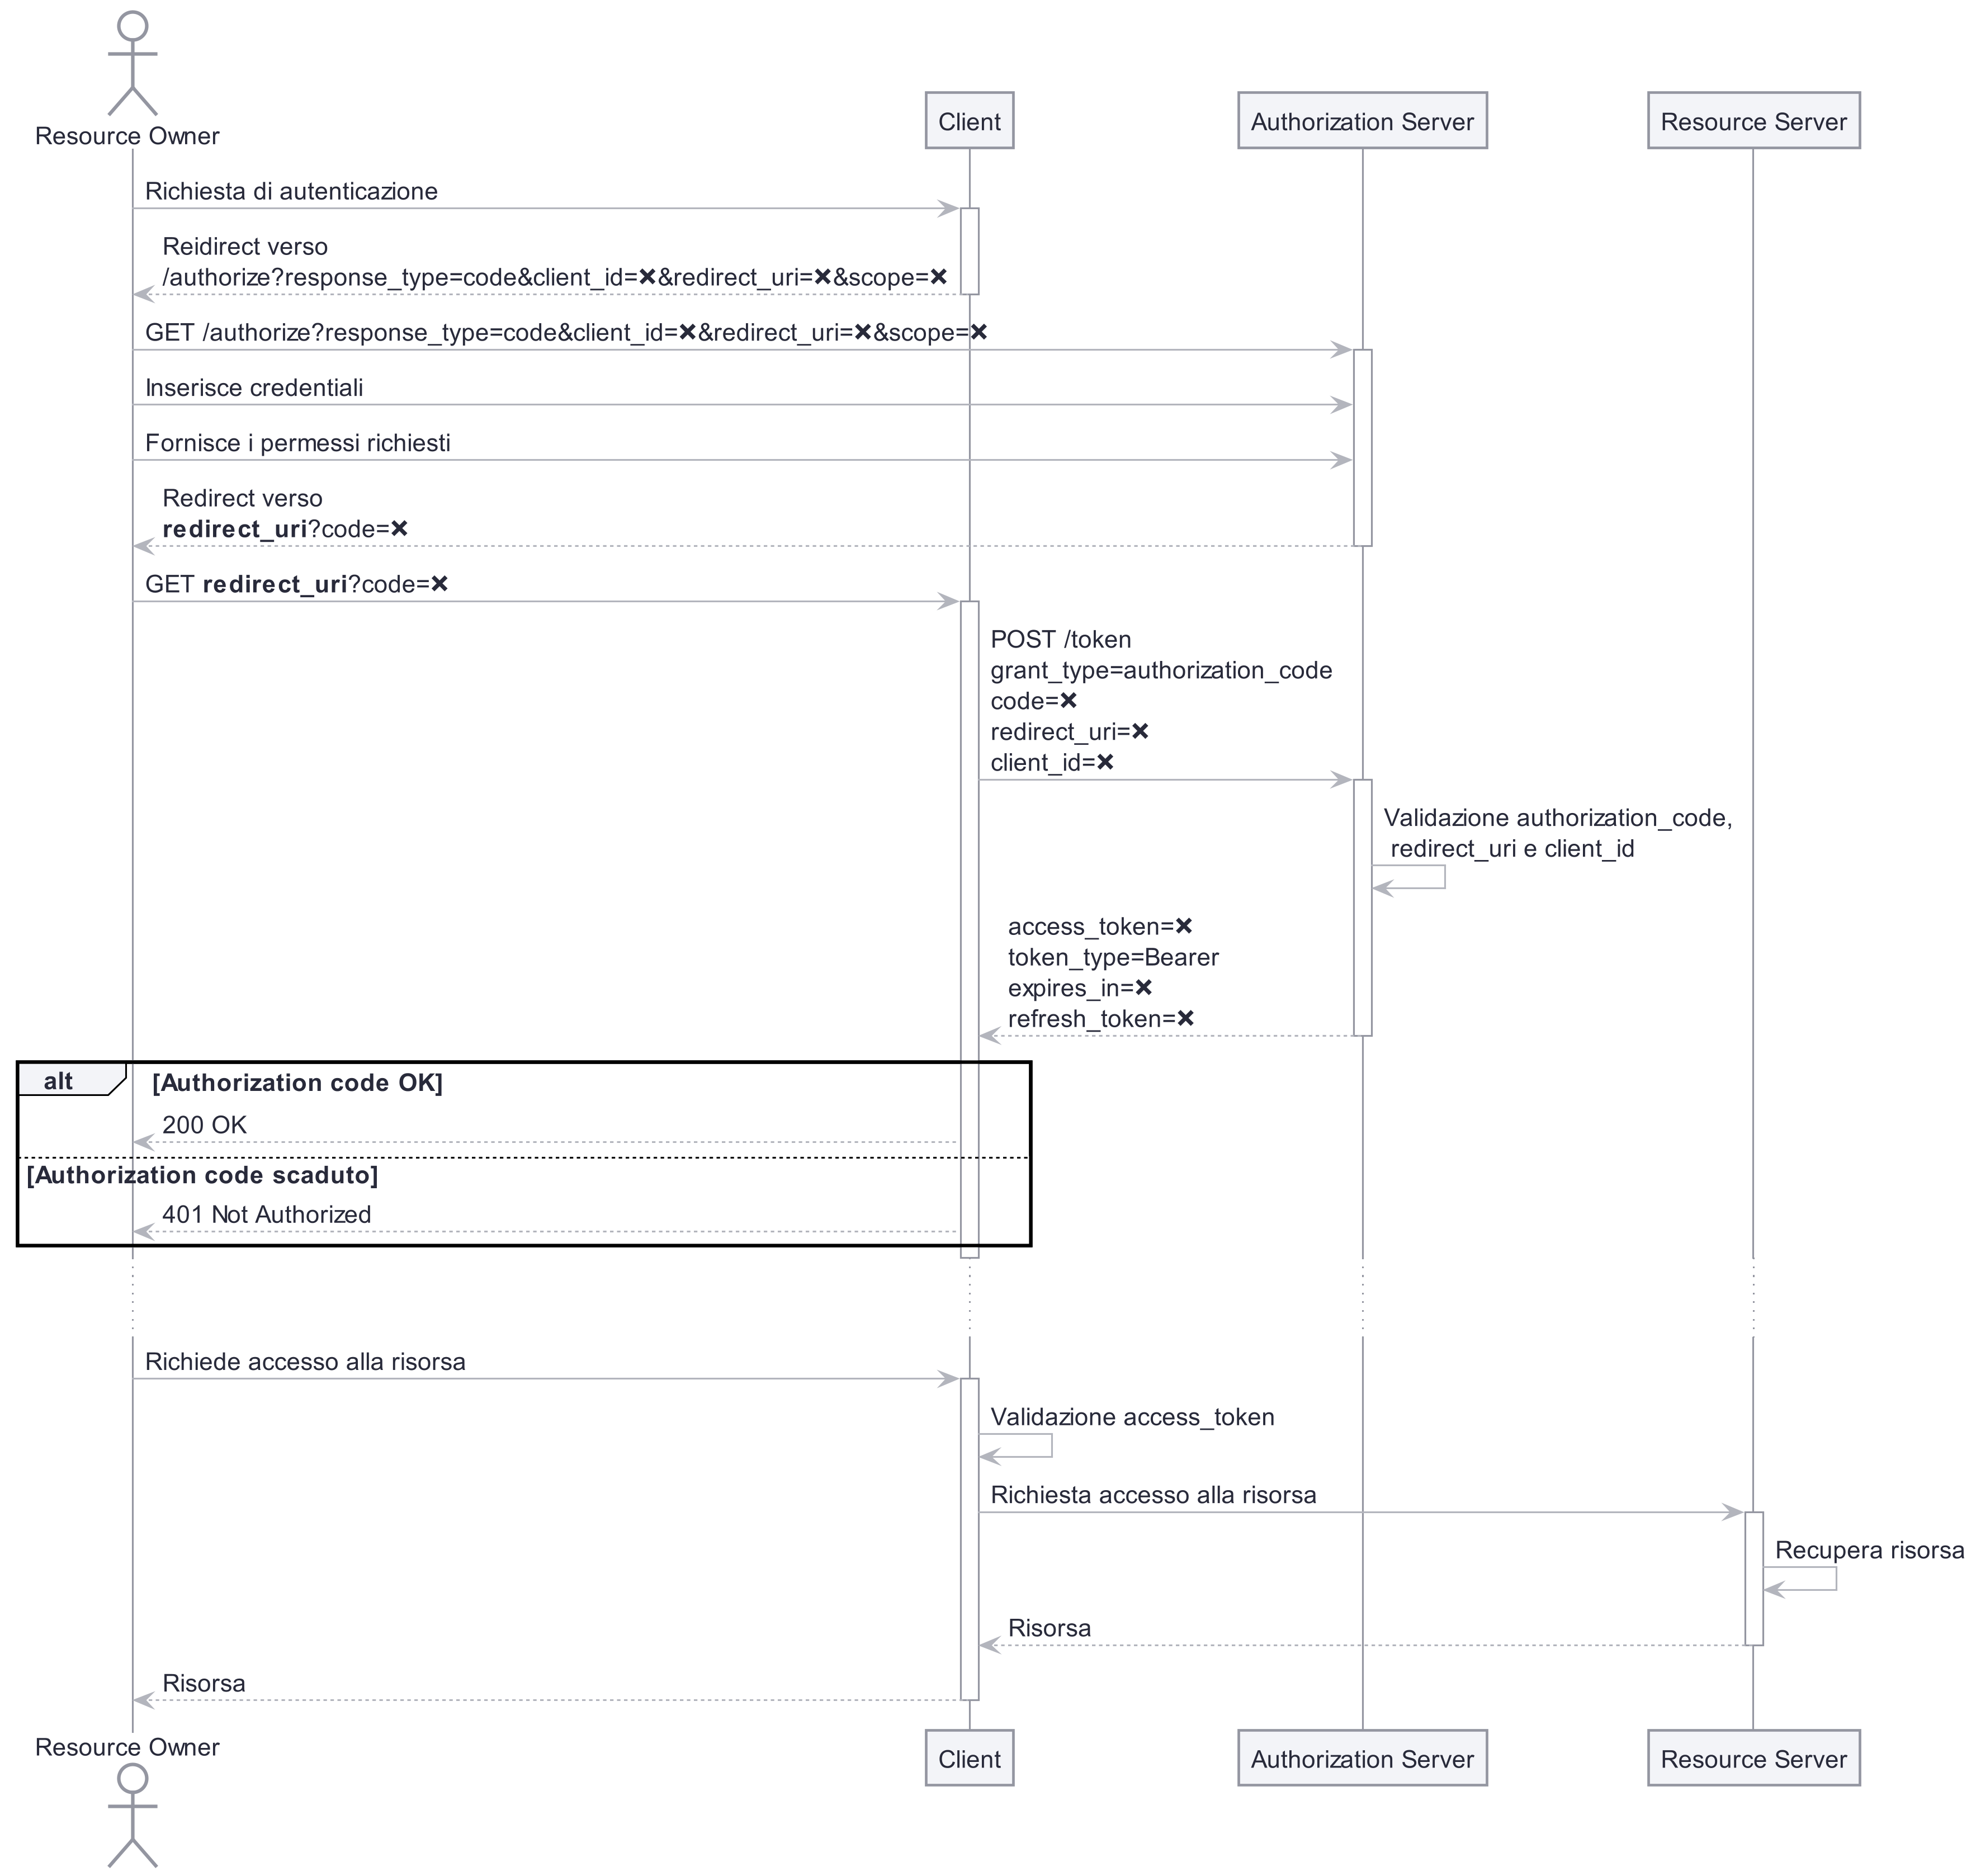 Resource Owner
Client
Authorization Server
Resource Server
Richiesta di autenticazione
Reidirect verso
/authorize?response_type=code&client_id=❌&redirect_uri=❌&scope=❌
GET /authorize?response_type=code&client_id=❌&redirect_uri=❌&scope=❌
Inserisce credentiali
Fornisce i permessi richiesti
Redirect verso
redirect_uri?code=❌
GET redirect_uri?code=❌
POST /token
grant_type=authorization_code
code=❌
redirect_uri=❌
client_id=❌
Validazione authorization_code,
redirect_uri e client_id
access_token=❌
token_type=Bearer
expires_in=❌
refresh_token=❌
alt [Authorization code OK]
200 OK
[Authorization code scaduto]
401 Not Authorized
Richiede accesso alla risorsa
Validazione access_token
Richiesta accesso alla risorsa
Recupera risorsa
Risorsa
Risorsa
Resource Owner
Client
Authorization Server
Resource Server